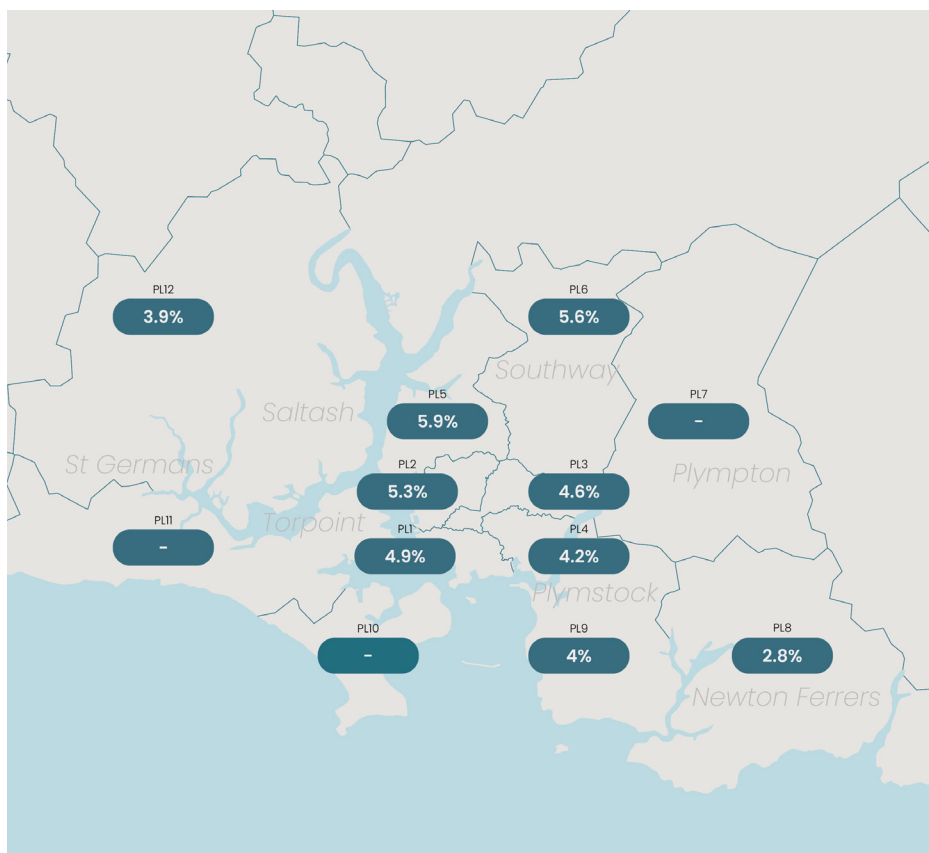 PL12
3.9%
PL6
5.6%
Southway
PL5
5.9%
PL7
-
Saltash
St Germans
PL2
5.3%
PL3
4.6%
Plympton
PL11
-
Torpoint
PL1
4.9%
PL4
4.2%
Plymstock
PL10
-
PL9
4%
PL8
2.8%
Newton Ferrers